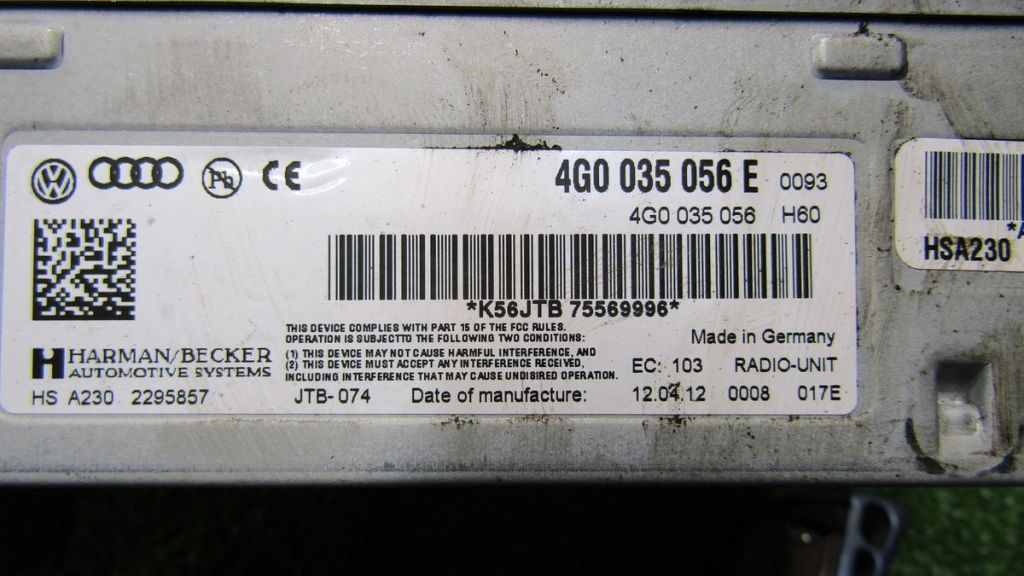 Pb CE
4G0 035 056 E 0093
4G0 035 056 H60
*K56JTB 75569996*
THIS DEVICE COMPLIES WITH PART 15 OF THE FCC RULES.
OPERATION IS SUBJECTTO THE FOLLOWING TWO CONDITIONS:
(1) THIS DEVICE MAY NOT CAUSE HARMFUL INTERFERENCE, AND
(2) THIS DEVICE MUST ACCEPT ANY INTERFERENCE RECEIVED,
INCLUDING INTERFERENCE THAT MAY CAUSE UNDISIRED OPERATION.
Made in Germany
HARMAN/BECKER
AUTOMOTIVE SYSTEMS
EC: 103 RADIO-UNIT
HS A230 2295857 JTB-074 Date of manufacture: 12.04.12 0008 017E
*A
HSA230